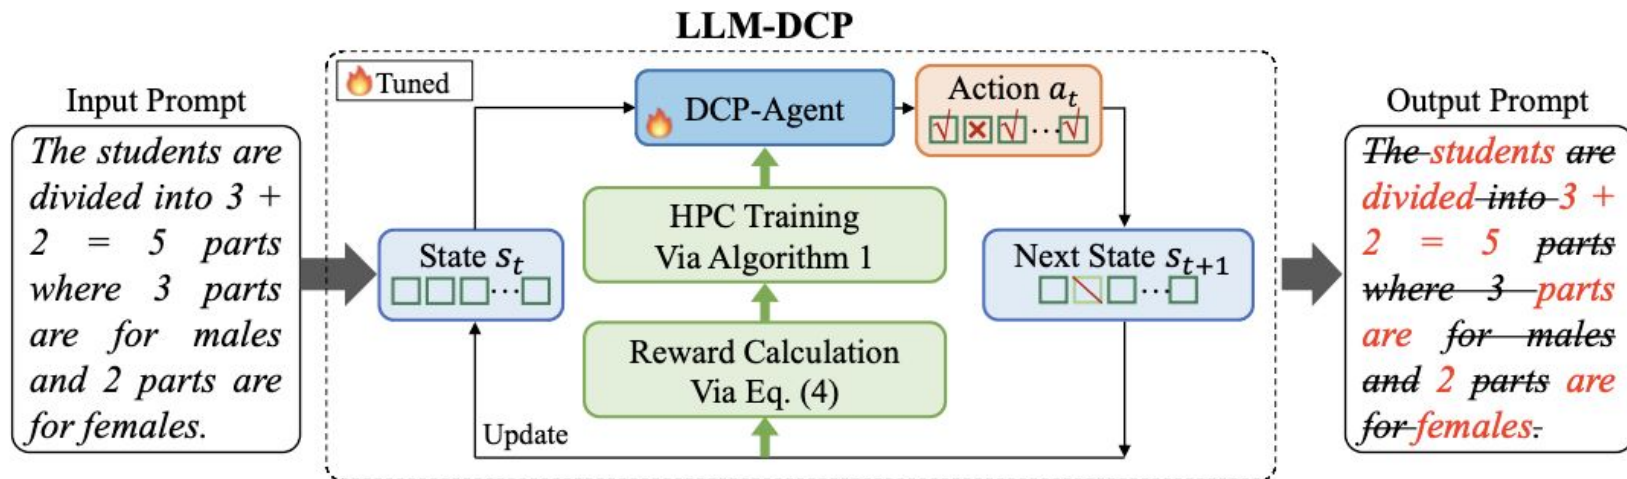 LLM-DCP
Input Prompt
The students are
divided into 3 +
2 = 5 parts
where 3 parts
are for males
and 2 parts are
for females.
Tuned
DCP-Agent
Action a_t
State s_t
HPC Training
Via Algorithm 1
Reward Calculation
Via Eq. (4)
Update
Next State s_{t+1}
Output Prompt
The students are
divided into 3 +
2 = 5 parts
where 3 parts
are for males
and 2 parts are
for females.